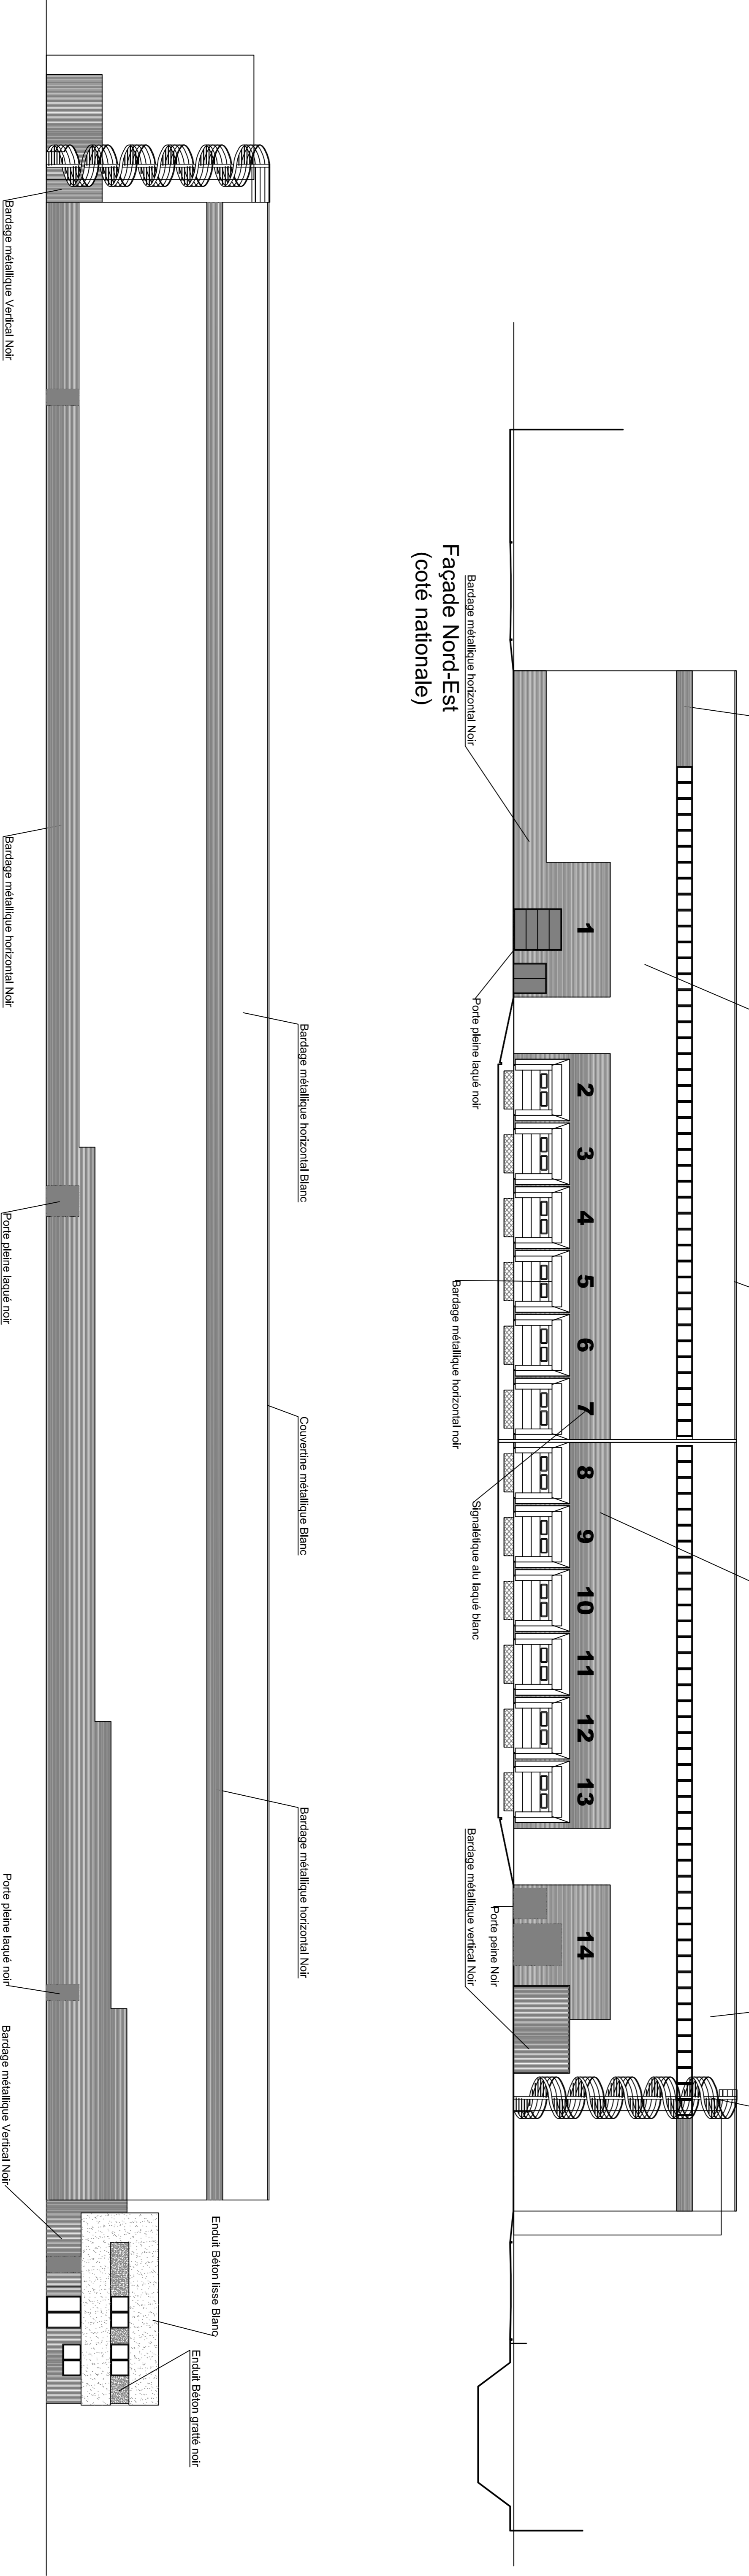 1
2
3
4
5
6
7
8
9
10
11
12
13
14
Bardage métallique horizontal Noir
Porte pleine laqué noir
Bardage métallique horizontal noir
Signalétique alu laqué blanc
Bardage métallique vertical Noir
Porte peine Noir
Façade Nord-Est
(coté nationale)
Bardage métallique horizontal Blanc
Couvertine métallique Blanc
Bardage métallique horizontal Noir
Enduit Béton lisse Blanc
Enduit Béton gratté noir
Bardage métallique Vertical Noir
Bardage métallique horizontal Noir
Porte pleine laqué noir
Porte pleine laqué noir
Bardage métallique Vertical Noir